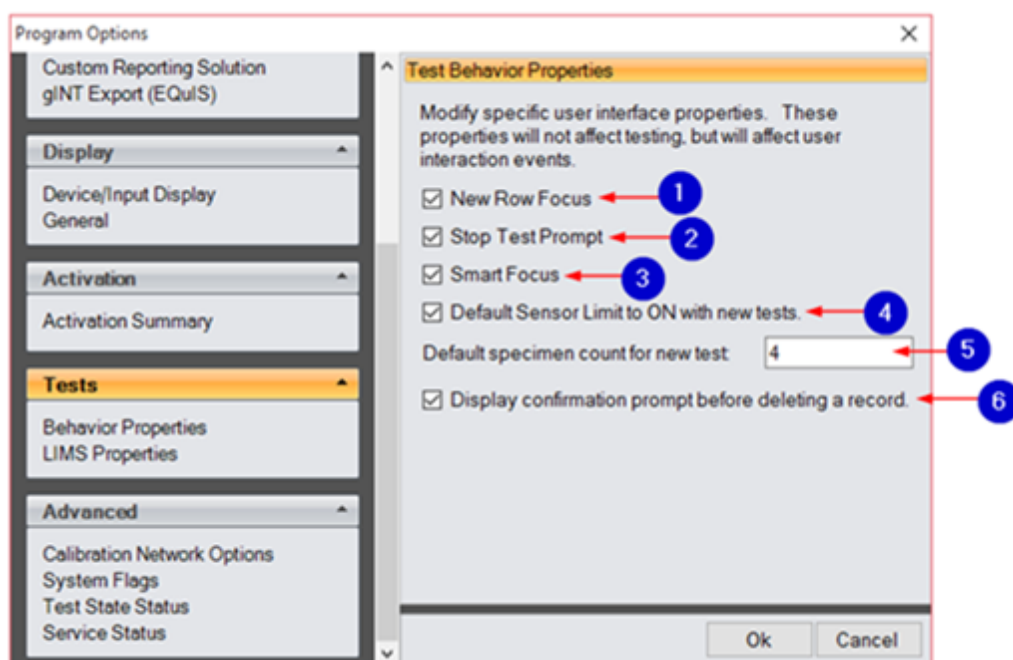 Program Options
Custom Reporting Solution
gINT Export (EQuIS)
Display
Device/Input Display
General
Activation
Activation Summary
Tests
Behavior Properties
LIMS Properties
Advanced
Calibration Network Options
System Flags
Test State Status
Service Status
Test Behavior Properties
Modify specific user interface properties. These
properties will not affect testing, but will affect user
interaction events.
New Row Focus 1
Stop Test Prompt 2
Smart Focus 3
Default Sensor Limit to ON with new tests. 4
Default specimen count for new test: 4 5
Display confirmation prompt before deleting a record. 6
Ok Cancel